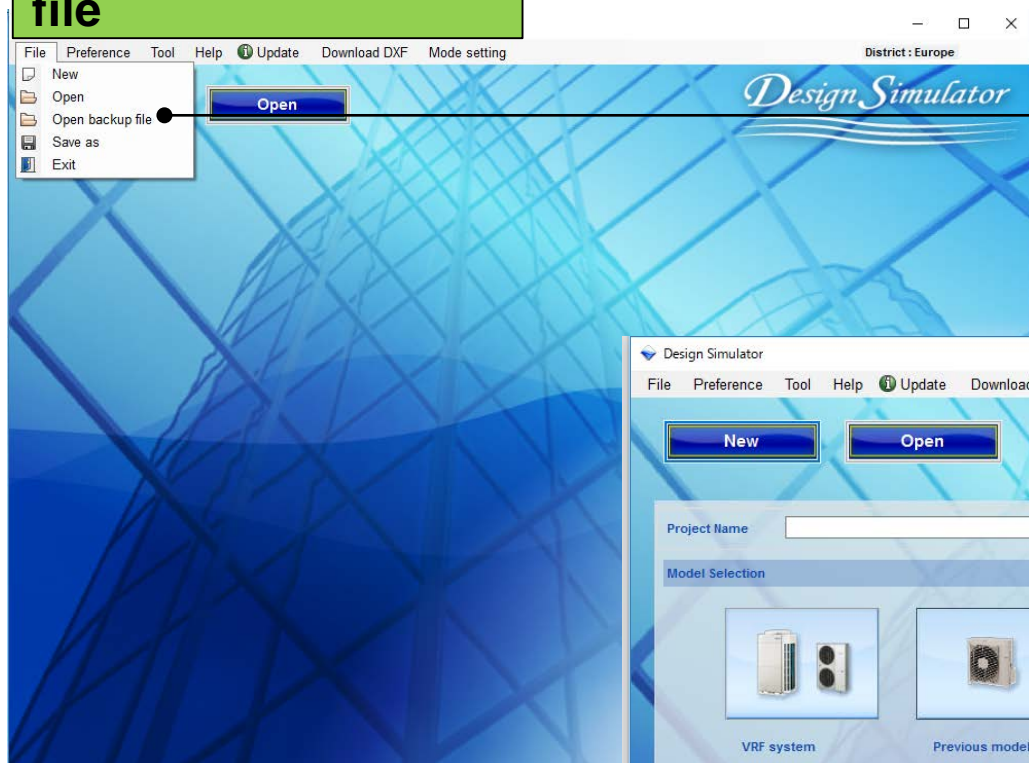 file
File Preference Tool Help Update Download DXF Mode setting District : Europe
New
Open
Open backup file
Save as
Exit
Open
Design Simulator
Design Simulator
File Preference Tool Help Update Download
New Open
Project Name
Model Selection
VRF system Previous model